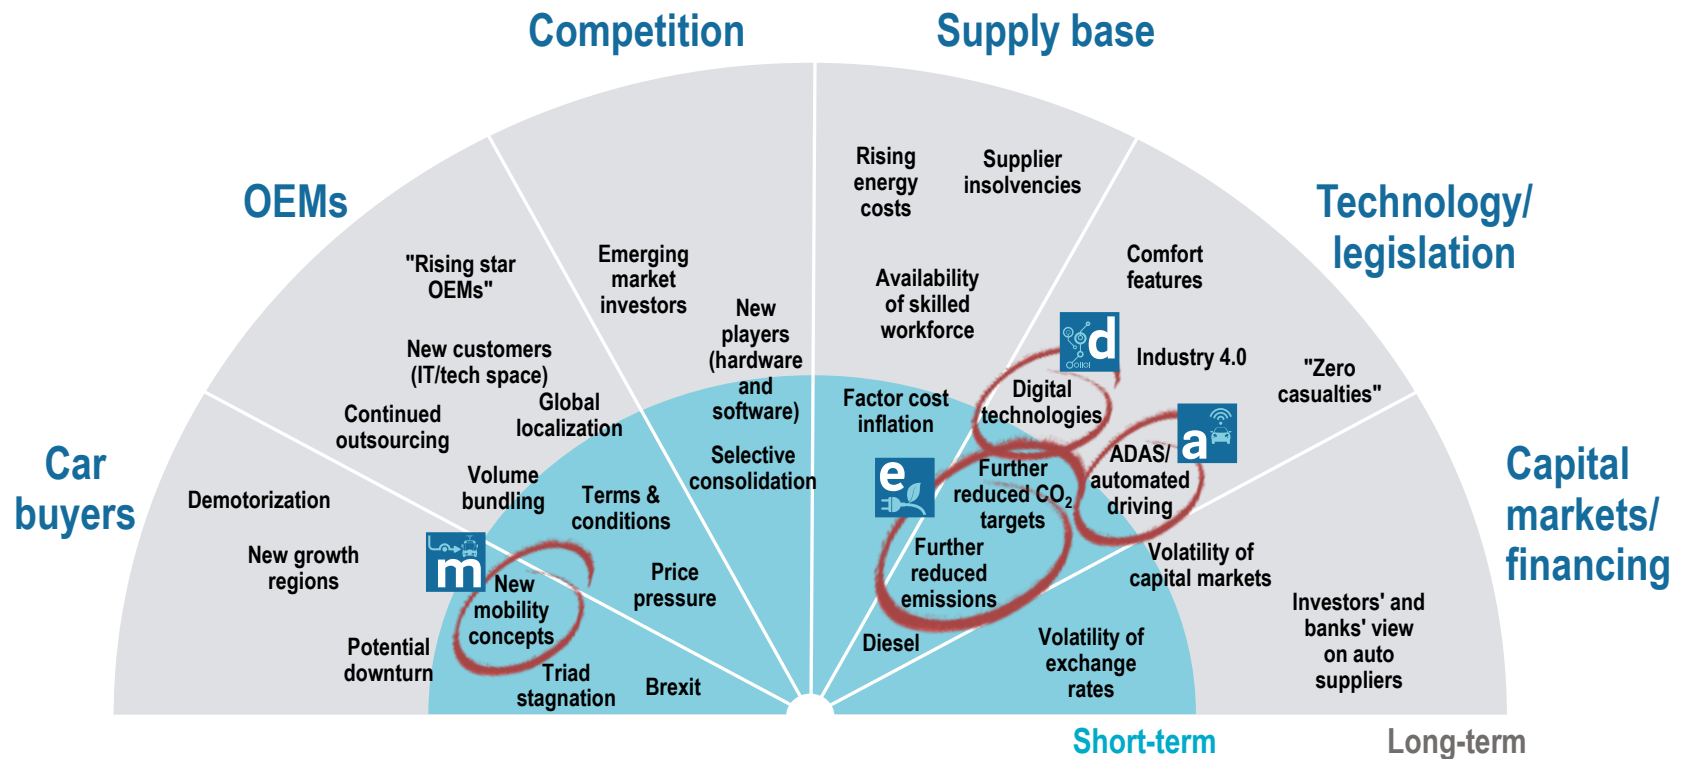 Competition
Supply base
OEMs
Technology/
legislation
Car
buyers
Capital
markets/
financing
Rising
energy
costs
Supplier
insolvencies
Availability
of skilled
workforce
Factor cost
inflation
Emerging
market
investors
New
players
(hardware
and
software)
Selective
consolidation
"Rising star
OEMs"
New customers
(IT/tech space)
Continued
outsourcing
Global
localization
Volume
bundling
Terms &
conditions
Price
pressure
Demotorization
New growth
regions
Potential
downturn
m
New
mobility
concepts
Triad
stagnation
Brexit
Comfort
features
d
Industry 4.0
"Zero
casualties"
Digital
technologies
a
ADAS/
automated
driving
e
Further
reduced CO₂
targets
Further
reduced
emissions
Diesel
Volatility of
capital markets
Investors' and
banks' view
on auto
suppliers
Volatility of
exchange
rates
Short-term
Long-term